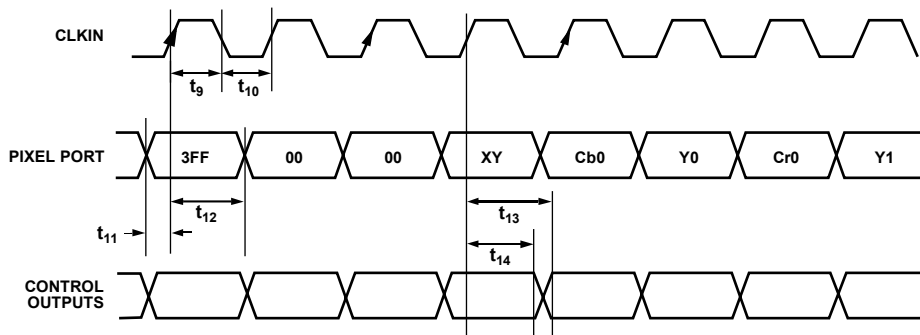 CLKIN
t9
t10
PIXEL PORT
3FF
00
00
XY
Cb0
Y0
Cr0
Y1
t12
t13
t11
t14
CONTROL
OUTPUTS